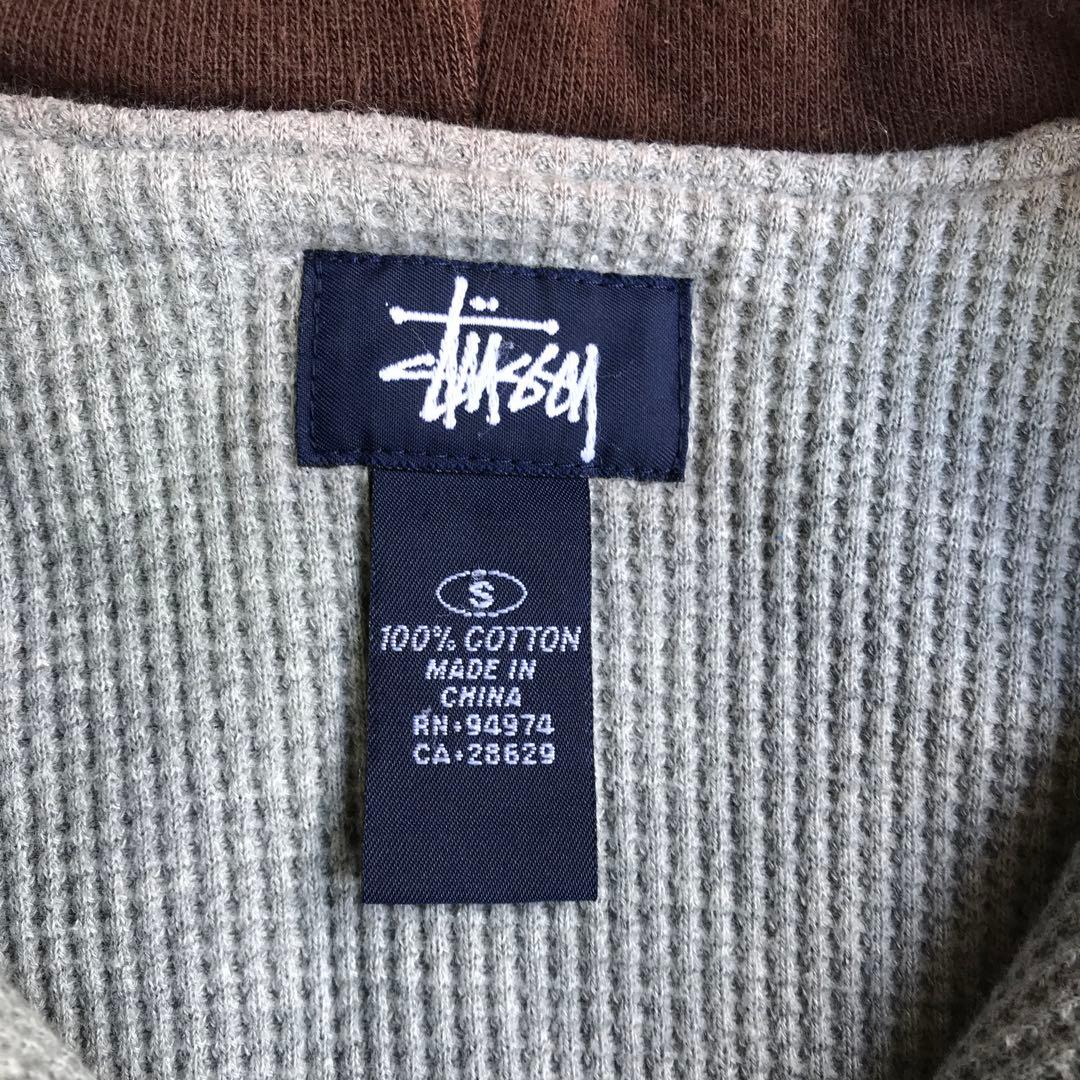 Stüssy
S
100% COTTON
MADE IN
CHINA
RN•94974
CA•28629